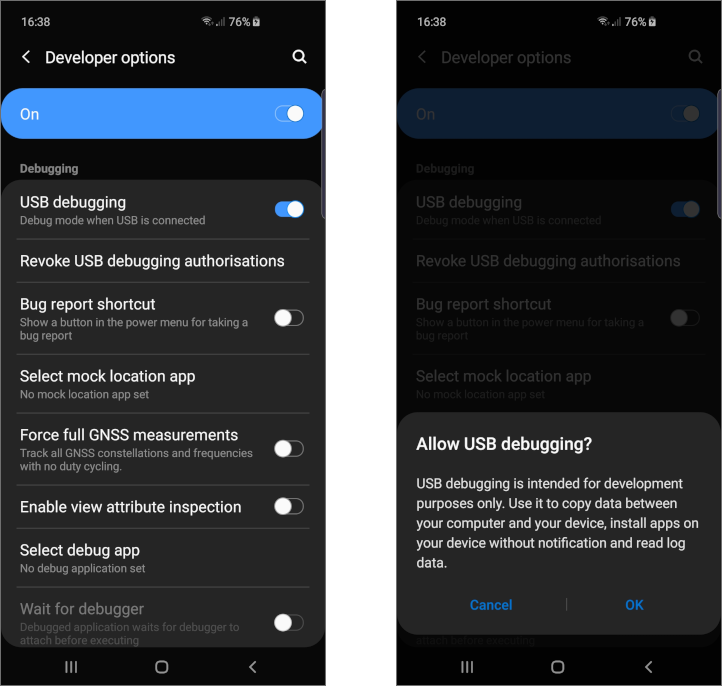 16:38
76%
Developer options
On
Debugging
USB debugging
Debug mode when USB is connected
Revoke USB debugging authorisations
Bug report shortcut
Show a button in the power menu for taking a
bug report
Select mock location app
No mock location app set
Force full GNSS measurements
Track all GNSS constellations and frequencies
with no duty cycling.
Enable view attribute inspection
Select debug app
No debug application set
Wait for debugger
Debugged application waits for debugger to
attach before executing
16:38
76%
Developer options
On
Debugging
USB debugging
Debug mode when USB is connected
Revoke USB debugging authorisations
Bug report shortcut
Show a button in the power menu for taking a
bug report
Select mock location app
No mock location app set
Allow USB debugging?
USB debugging is intended for development
purposes only. Use it to copy data between
your computer and your device, install apps on
your device without notification and read log
data.
Cancel
OK
attach before executing